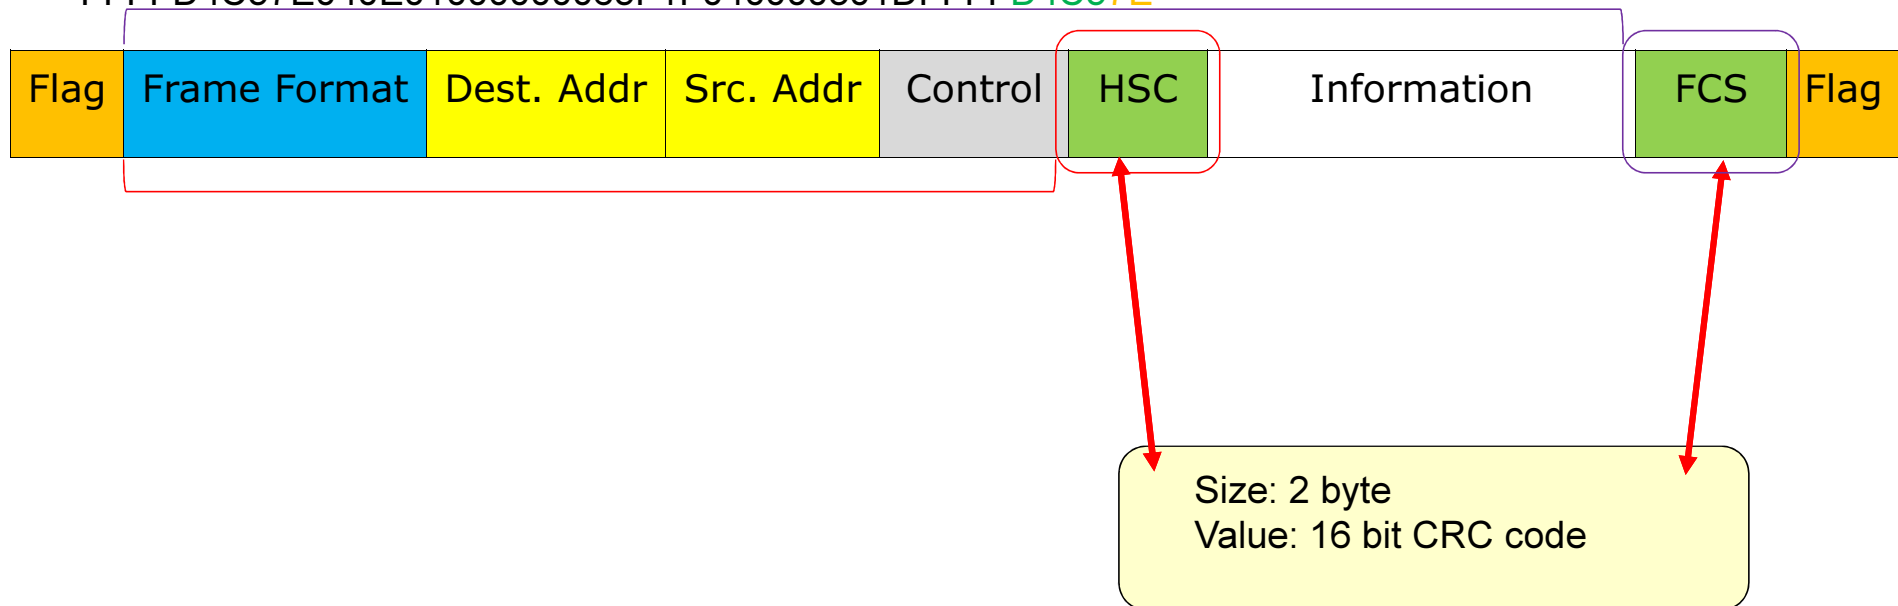 Flag Frame Format Dest. Addr Src. Addr Control HSC Information FCS Flag
Size: 2 byte
Value: 16 bit CRC code